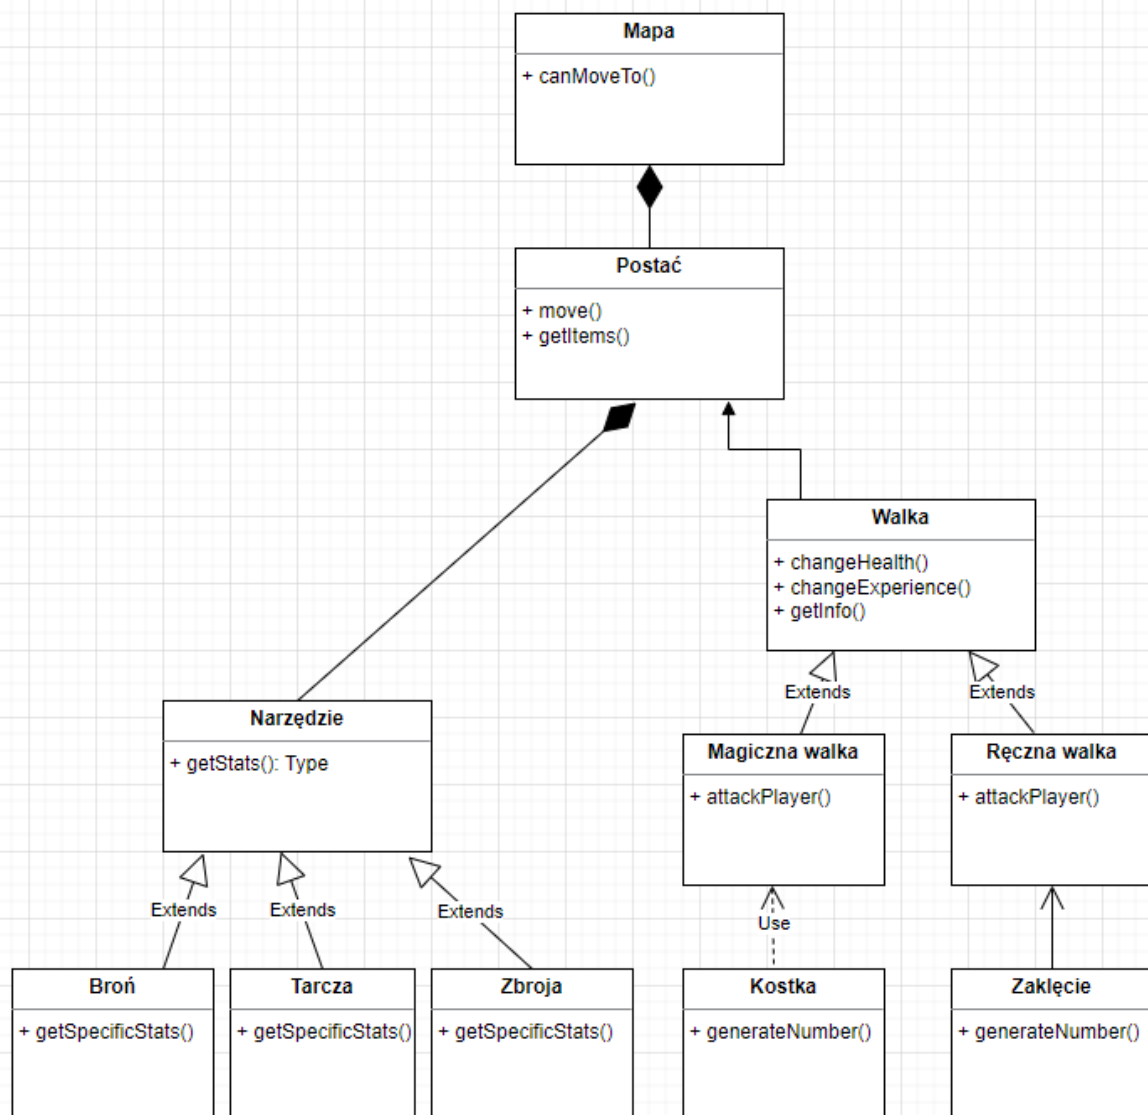 Mapa
+ canMoveTo()
Postać
+ move()
+ getItems()
Walka
+ changeHealth()
+ changeExperience()
+ getInfo()
Extends
Extends
Narzędzie
+ getStats(): Type
Magiczna walka
+ attackPlayer()
Ręczna walka
+ attackPlayer()
Extends
Extends
Extends
Use
Broń
+ getSpecificStats()
Tarcza
+ getSpecificStats()
Zbroja
+ getSpecificStats()
Kostka
+ generateNumber()
Zaklęcie
+ generateNumber()